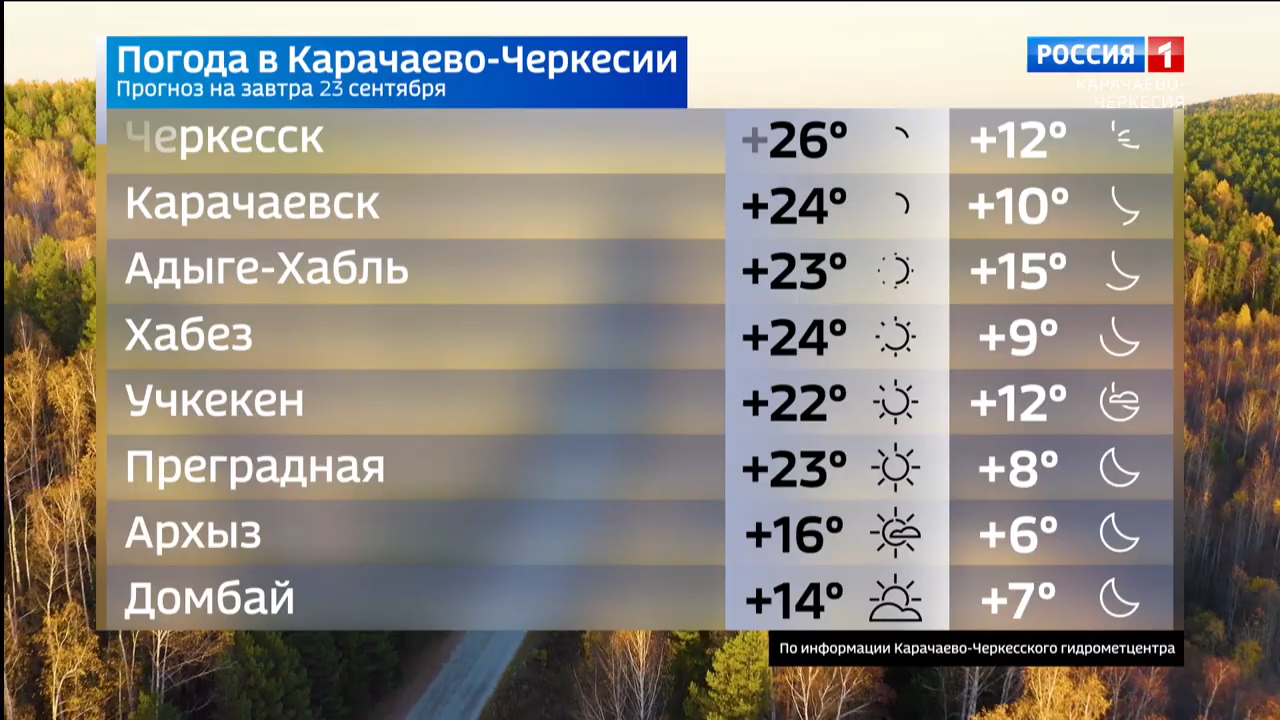 Погода в Карачаево-Черкесии
Прогноз на завтра 23 сентября
РОССИЯ 1
КАРАЧАЕВО-
ЧЕРКЕСИЯ
Черкесск +26° +12°
Карачаевск +24° +10°
Адыге-Хабль +23° +15°
Хабез +24° +9°
Учкекен +22° +12°
Преградная +23° +8°
Архыз +16° +6°
Домбай +14° +7°
По информации Карачаево-Черкесского гидрометцентра